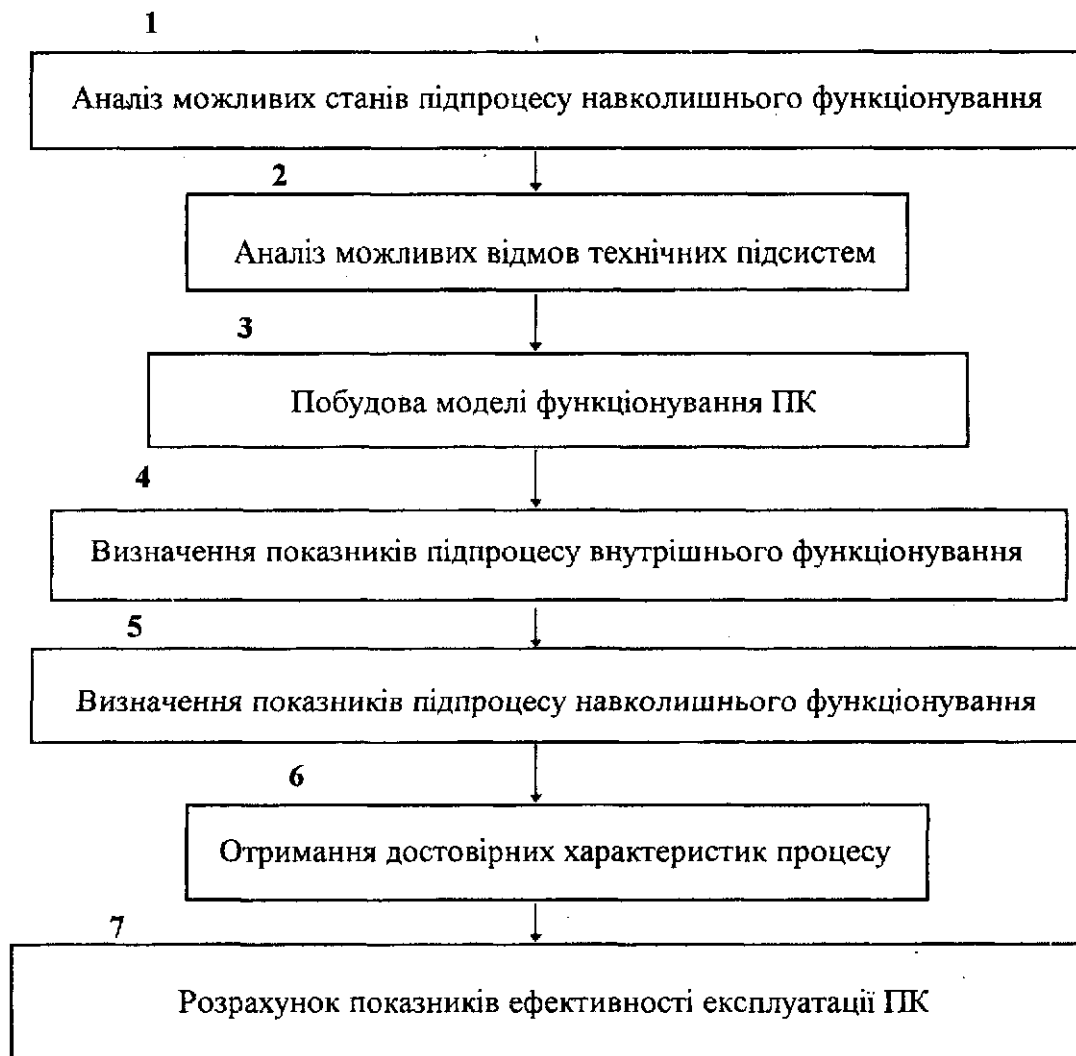 1
Аналіз можливих станів підпроцесу навколишнього функціонування
2
Аналіз можливих відмов технічних підсистем
3
Побудова моделі функціонування ПК
4
Визначення показників підпроцесу внутрішнього функціонування
5
Визначення показників підпроцесу навколишнього функціонування
6
Отримання достовірних характеристик процесу
7
Розрахунок показників ефективності експлуатації ПК